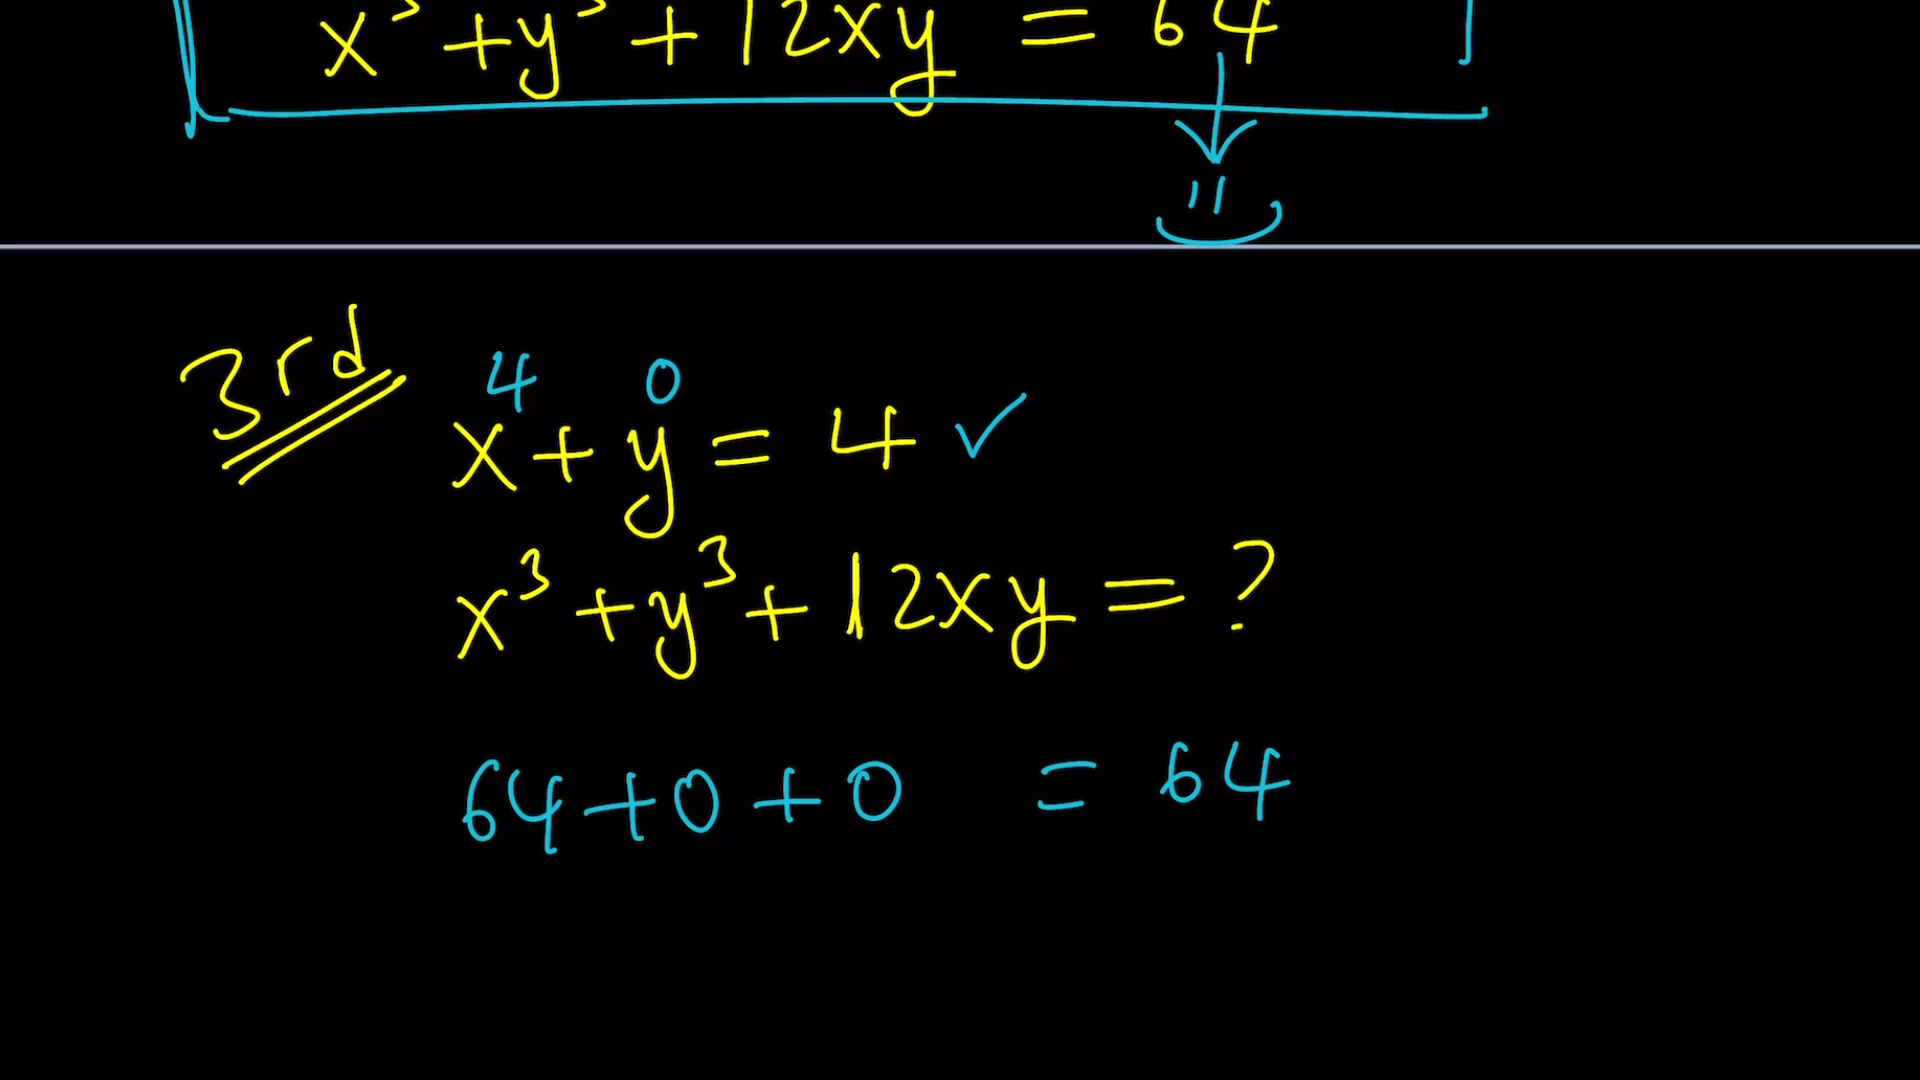 x³ + y³ + 12xy = 64
3rd
4 0
x + y = 4 ✓
x³ + y³ + 12xy = ?
64 + 0 + 0 = 64